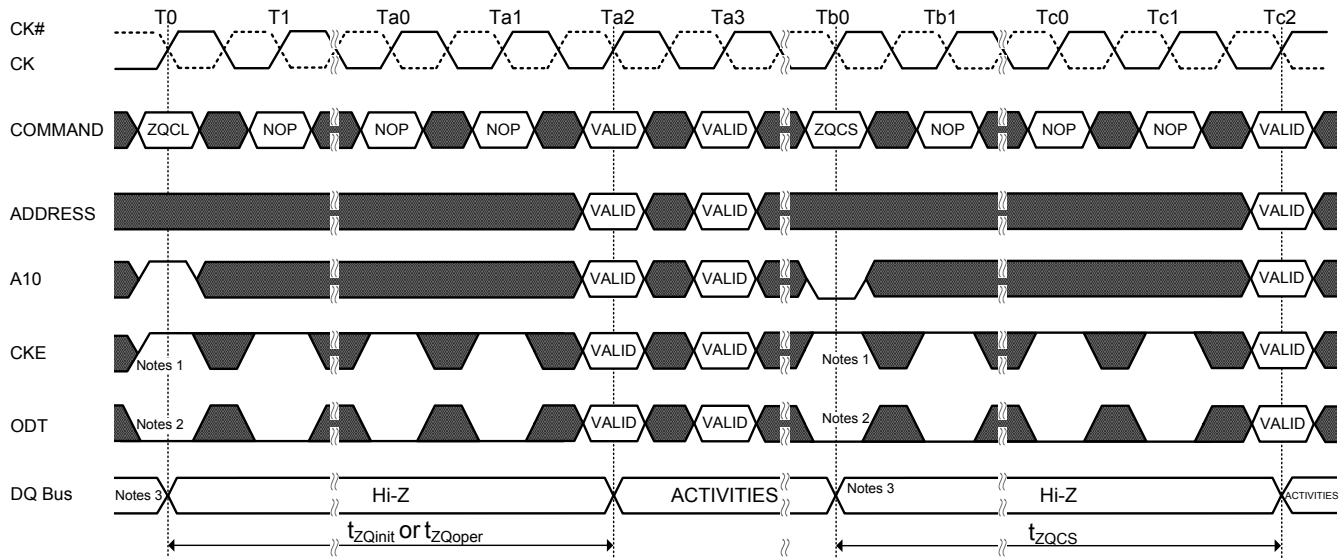 T0 T1 Ta0 Ta1 Ta2 Ta3 Tb0 Tb1 Tc0 Tc1 Tc2
CK#
CK
COMMAND ZQCL NOP NOP NOP VALID VALID ZQCS NOP NOP NOP VALID
ADDRESS VALID VALID VALID
A10 VALID VALID VALID
CKE Notes 1 VALID VALID Notes 1 VALID
ODT Notes 2 VALID VALID Notes 2 VALID
DQ Bus Notes 3 Hi-Z ACTIVITIES Notes 3 Hi-Z ACTIVITIES
tZQinit or tZQoper tZQCS